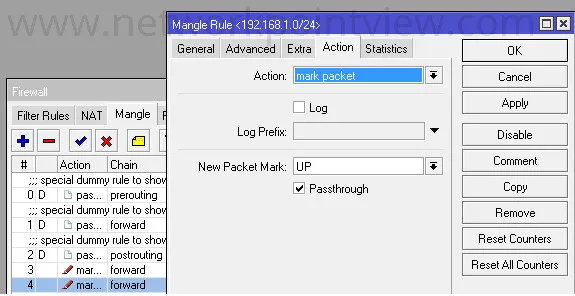 www.networkpointview.com
Mangle Rule <192.168.1.0/24>
General Advanced Extra Action Statistics
Action: mark packet
Log
Log Prefix:
New Packet Mark: UP
Passthrough
OK
Cancel
Apply
Disable
Comment
Copy
Remove
Reset Counters
Reset All Counters
Firewall
Filter Rules NAT Mangle
# Action Chain
;;; special dummy rule to show
0 D pas... prerouting
;;; special dummy rule to show
1 D pas... forward
;;; special dummy rule to show
2 D pas... postrouting
3 mar... forward
4 mar... forward